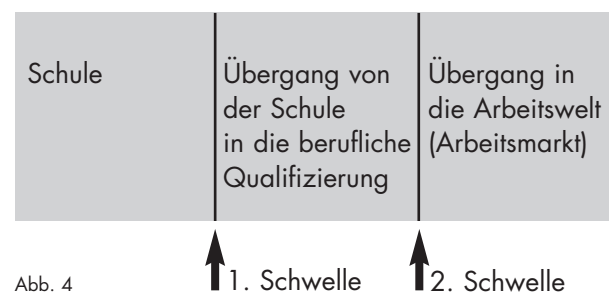 Schule
Übergang von
der Schule
in die berufliche
Qualifizierung
Übergang in
die Arbeitswelt
(Arbeitsmarkt)
Abb. 4
1. Schwelle
2. Schwelle